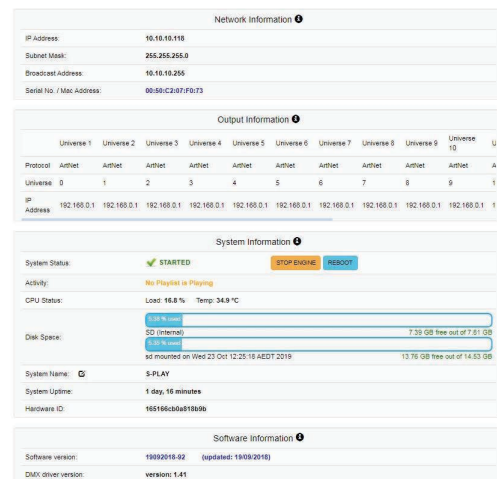 Network Information
IP Address: 10.10.10.118
Subnet Mask: 255.255.255.0
Broadcast Address: 10.10.10.255
Serial No. / Mac Address: 00:50:C2:07:F0:73
Output Information
Universe 1 Universe 2 Universe 3 Universe 4 Universe 5 Universe 6 Universe 7 Universe 8 Universe 9 Universe 10 U
Protocol ArtNet ArtNet ArtNet ArtNet ArtNet ArtNet ArtNet ArtNet ArtNet ArtNet A
Universe 0 1 2 3 4 5 6 7 8 9 1
IP Address 192.168.0.1 192.168.0.1 192.168.0.1 192.168.0.1 192.168.0.1 192.168.0.1 192.168.0.1 192.168.0.1 192.168.0.1 192.168.0.1 1
System Information
System Status: STARTED STOP ENGINE REBOOT
Activity: No Playlist is Playing
CPU Status: Load: 16.8 % Temp: 34.9 °C
Disk Space:
SD (Internal) 7.39 GB free out of 7.81 GB
sd mounted on Wed 23 Oct 12:25:18 AEDT 2019 13.76 GB free out of 14.53 GB
System Name: S-PLAY
System Uptime: 1 day, 16 minutes
Hardware ID: 165166cb0a818b9b
Software Information
Software version: 19092018-92 (updated: 19/09/2018)
DMX driver version: version: 1.41